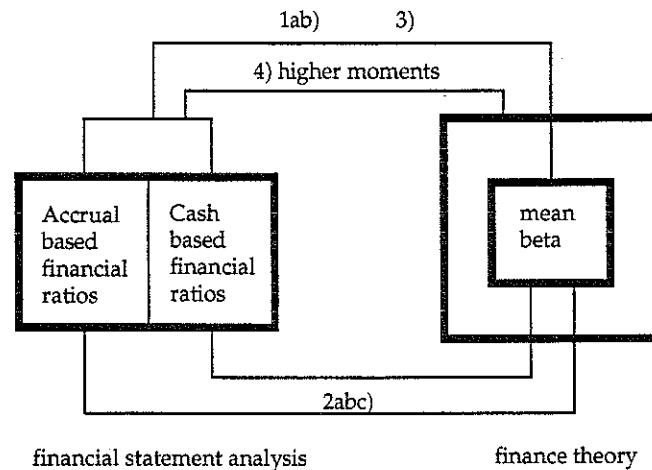 1ab) 3)
4) higher moments
Accrual
based
financial
ratios
Cash
based
financial
ratios
mean
beta
2abc)
financial statement analysis
finance theory